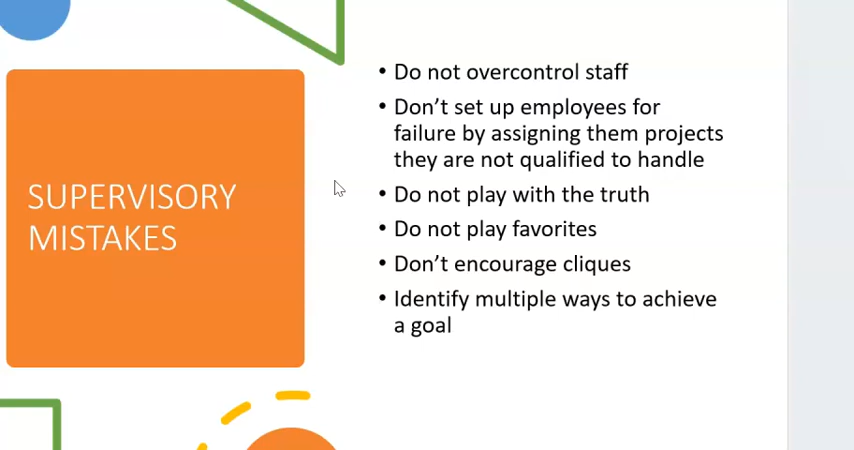 SUPERVISORY
MISTAKES
• Do not overcontrol staff
• Don’t set up employees for
failure by assigning them projects
they are not qualified to handle
• Do not play with the truth
• Do not play favorites
• Don’t encourage cliques
• Identify multiple ways to achieve
a goal